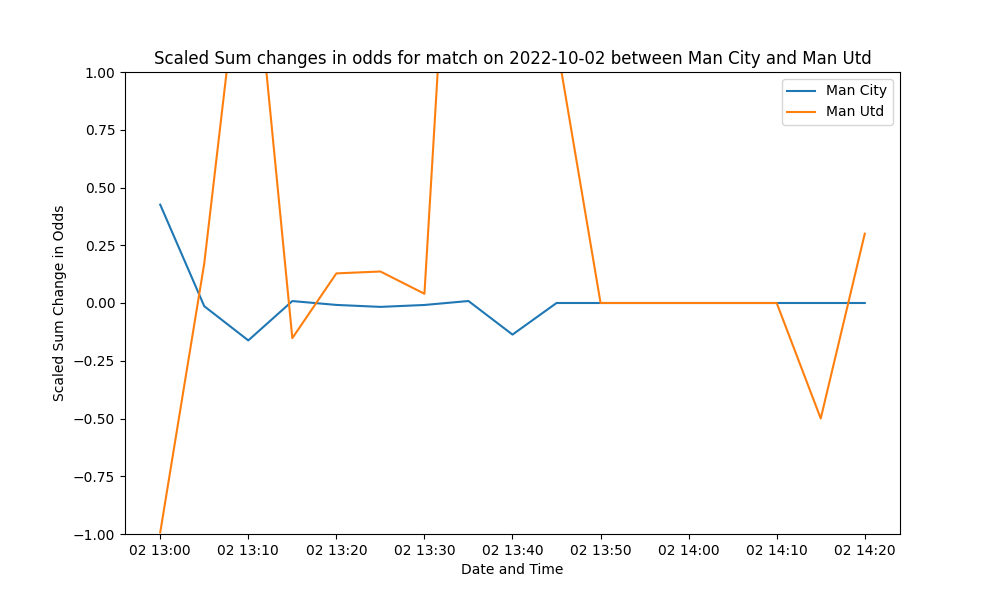 Scaled Sum changes in odds for match on 2022-10-02 between Man City and Man Utd
Man City
Man Utd
Scaled Sum Change in Odds
1.00
0.75
0.50
0.25
0.00
−0.25
−0.50
−0.75
−1.00
02 13:00 02 13:10 02 13:20 02 13:30 02 13:40 02 13:50 02 14:00 02 14:10 02 14:20
Date and Time